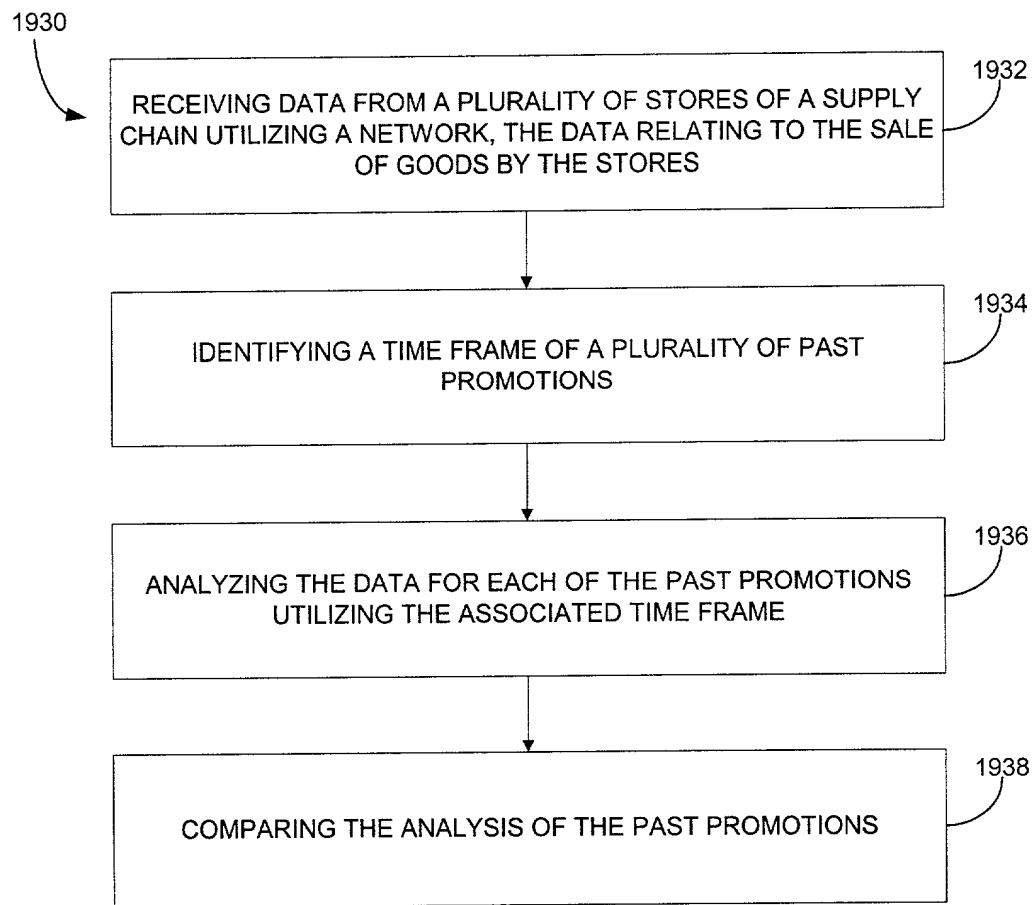 1930
1932
RECEIVING DATA FROM A PLURALITY OF STORES OF A SUPPLY
CHAIN UTILIZING A NETWORK, THE DATA RELATING TO THE SALE
OF GOODS BY THE STORES
1934
IDENTIFYING A TIME FRAME OF A PLURALITY OF PAST
PROMOTIONS
1936
ANALYZING THE DATA FOR EACH OF THE PAST PROMOTIONS
UTILIZING THE ASSOCIATED TIME FRAME
1938
COMPARING THE ANALYSIS OF THE PAST PROMOTIONS